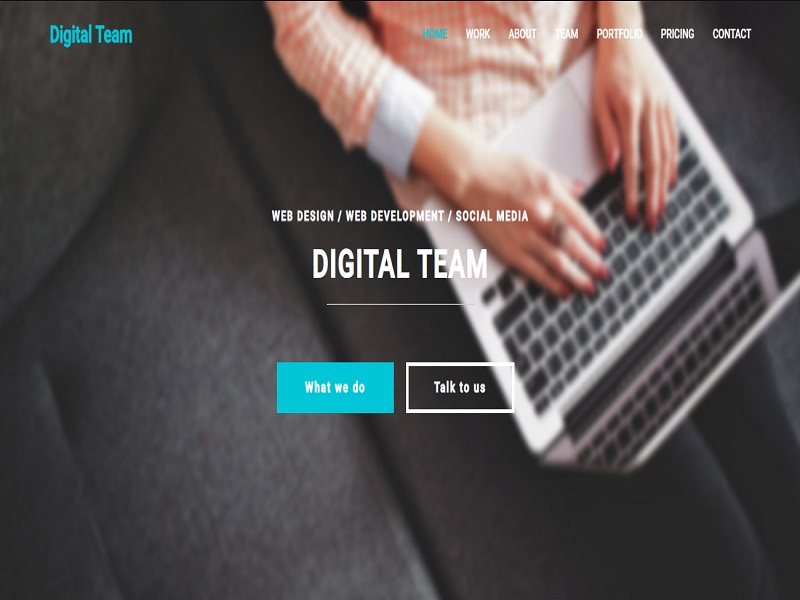 Digital Team
HOME WORK ABOUT TEAM PORTFOLIO PRICING CONTACT
WEB DESIGN / WEB DEVELOPMENT / SOCIAL MEDIA
DIGITAL TEAM
What we do Talk to us